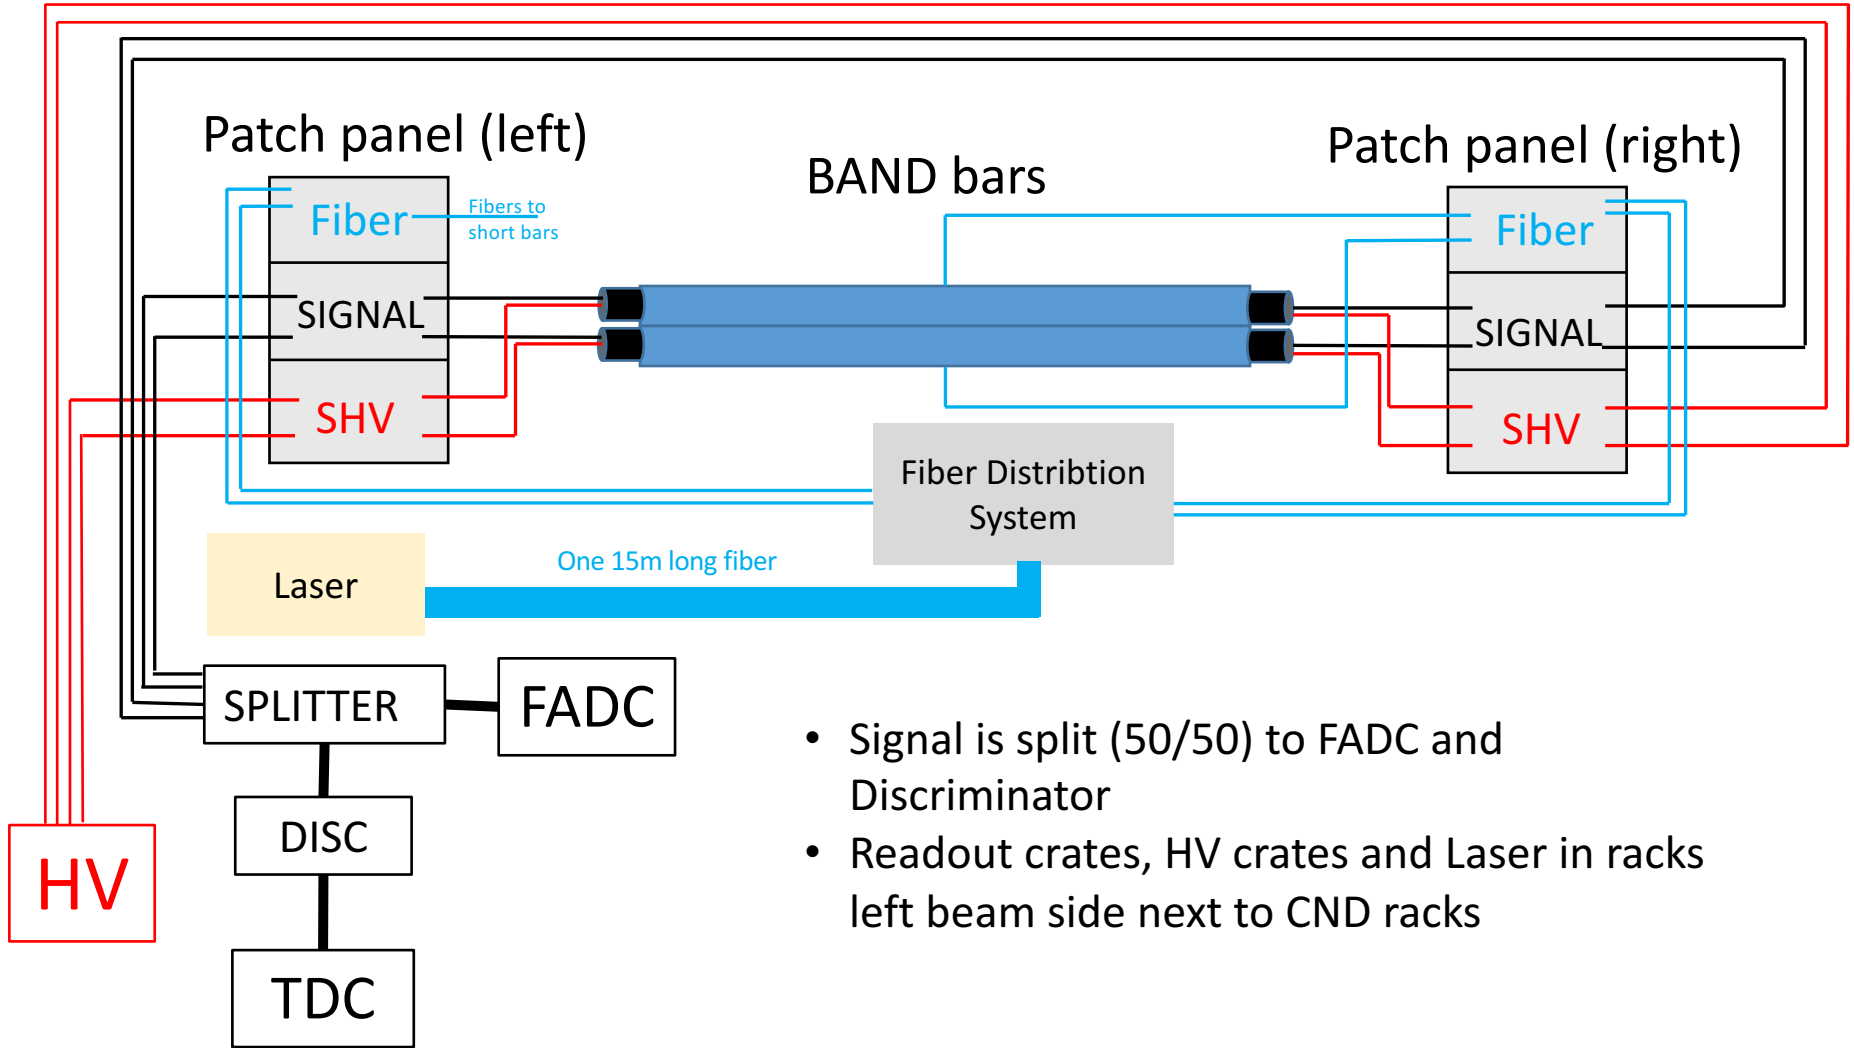 Patch panel (left)
BAND bars
Patch panel (right)
Fiber
Fibers to
short bars
SIGNAL
SHV
Fiber
SIGNAL
SHV
Fiber Distribtion
System
One 15m long fiber
Laser
SPLITTER
FADC
DISC
HV
TDC
• Signal is split (50/50) to FADC and
Discriminator
• Readout crates, HV crates and Laser in racks
left beam side next to CND racks